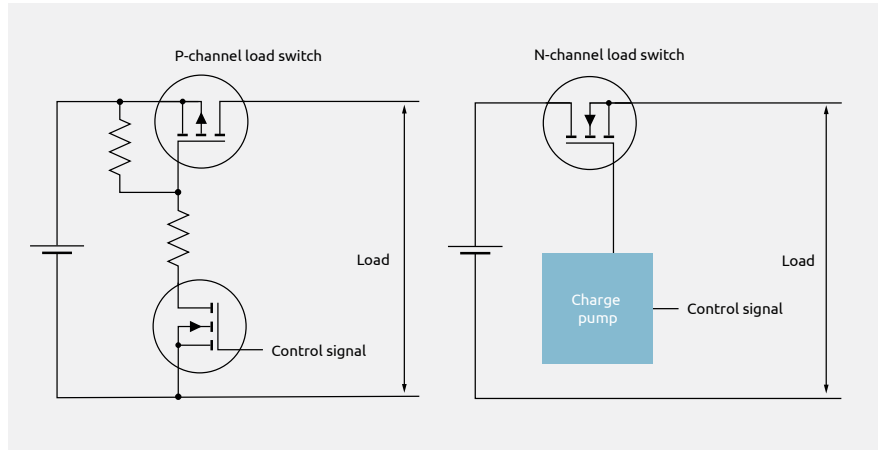 P-channel load switch
Load
Control signal
N-channel load switch
Load
Charge
pump
Control signal